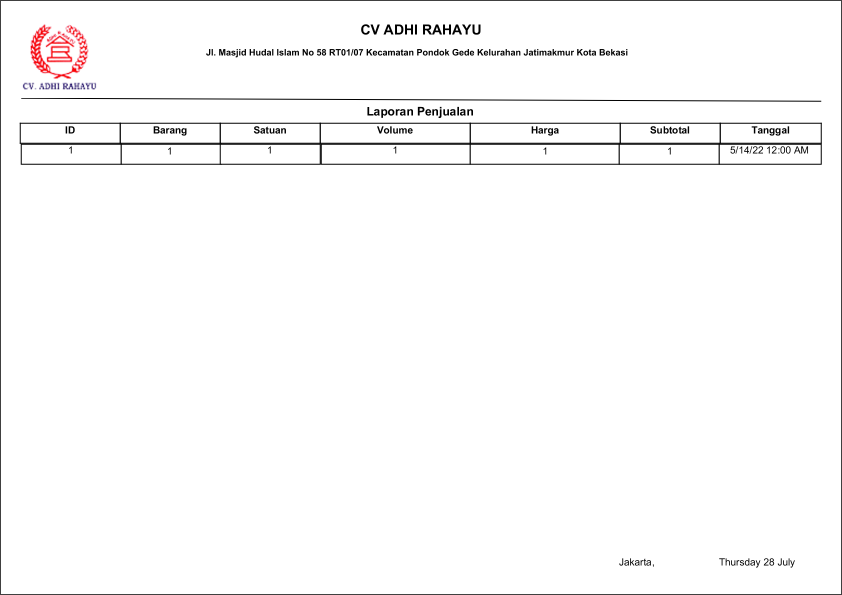 CV ADHI RAHAYU
Jl. Masjid Hudal Islam No 58 RT01/07 Kecamatan Pondok Gede Kelurahan Jatimakmur Kota Bekasi
CV. ADHI RAHAYU
Laporan Penjualan
ID Barang Satuan Volume Harga Subtotal Tanggal
1 1 1 1 1 1 5/14/22 12:00 AM
Jakarta, Thursday 28 July